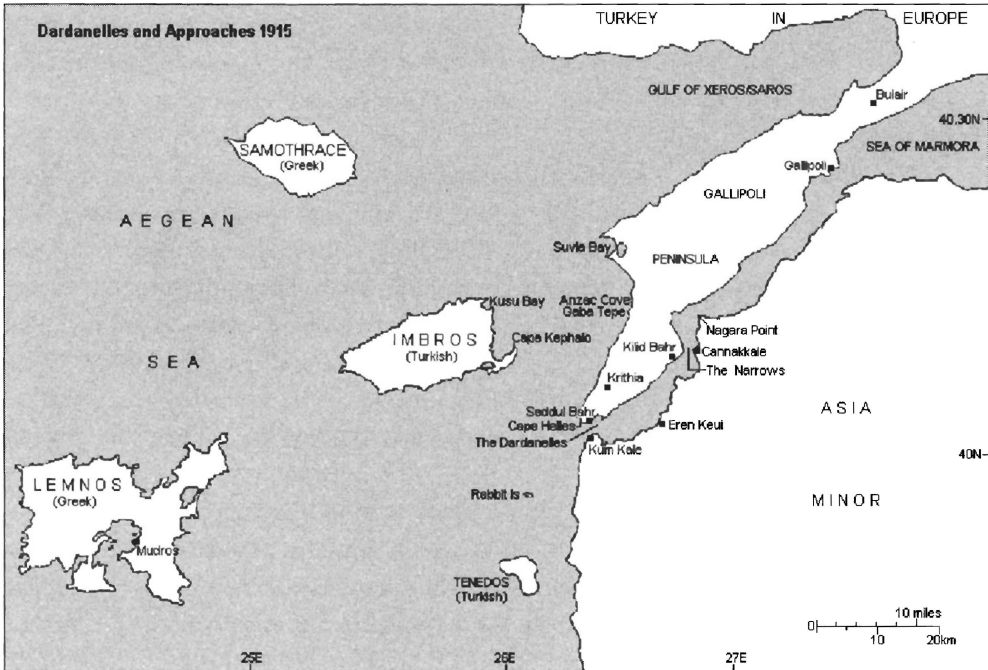 TURKEY IN EUROPE
Dardanelles and Approaches 1915
GULF OF XEROS/SAROS
Bulair
40.30N
SEA OF MARMORA
SAMOTHRACE
(Greek)
Gallipoli
GALLIPOLI
AEGEAN
Suvla Bay
PENINSULA
Kusu Bay
Anzac Cove
Gaba Tepe
Nagara Point
IMBROS
(Turkish)
Cape Kephalo
Kilid Bahr
Cannakkale
SEA
The Narrows
Krithia
ASIA
Seddul Bahr
Cape Helles
Eren Keui
The Dardanelles
Kum Kale
40N
LEMNOS
(Greek)
Rabbit Is
MINOR
Mudros
TENEDOS
(Turkish)
10 miles
0
10 20km
25E 26E 27E